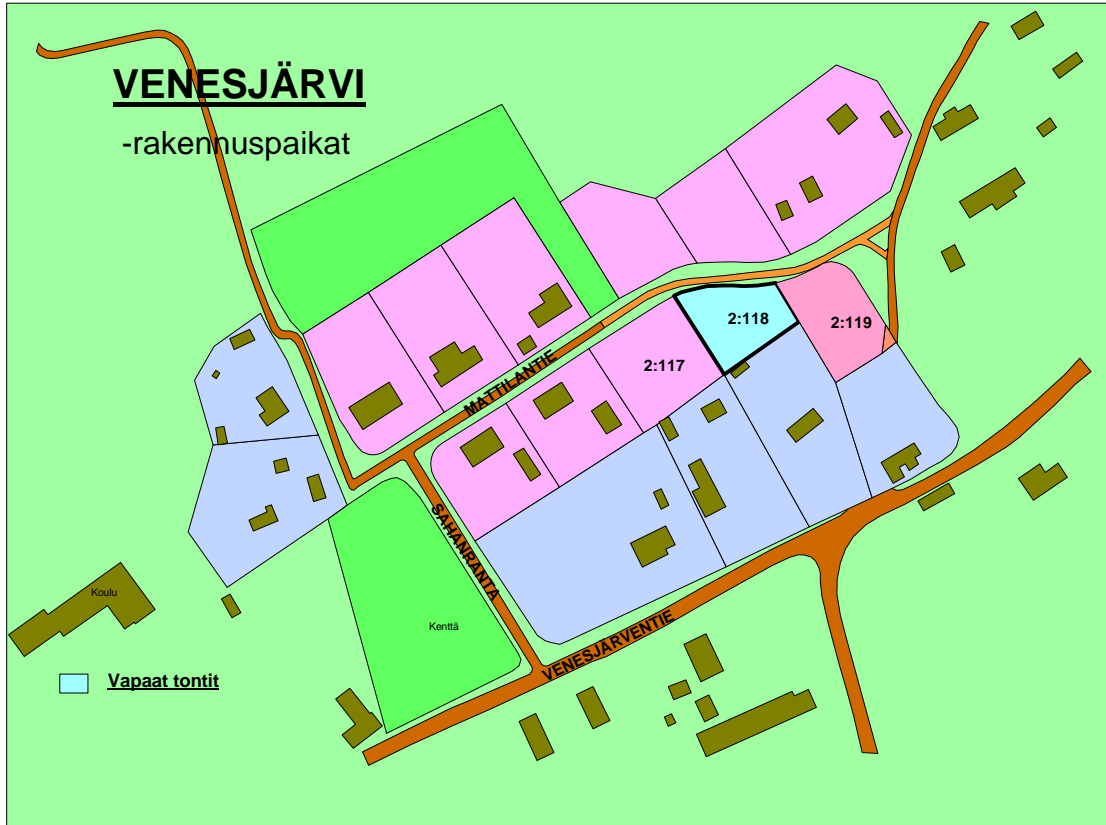 VENESJÄRVI
-rakennuspaikat
2:118
2:119
2:117
MATTILANTIE
SAHANRANTA
Koulu
Kenttä
VENESJÄRVENTIE
Vapaat tontit